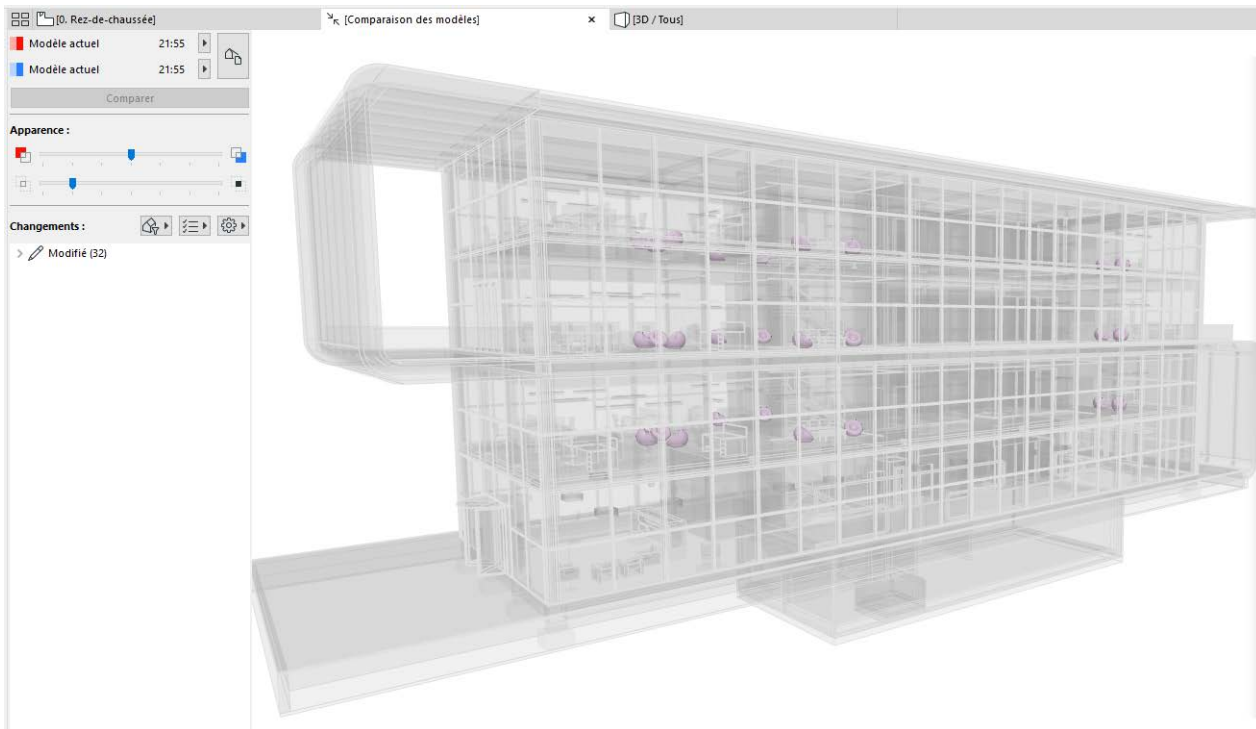 [0. Rez-de-chaussée]
[Comparaison des modèles]
[3D / Tous]
Modèle actuel 21:55
Modèle actuel 21:55
Comparer
Apparence :
Changements :
Modifié (32)